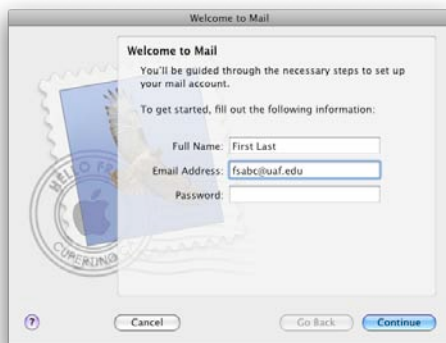 Welcome to Mail
Welcome to Mail
You'll be guided through the necessary steps to set up
your mail account.
To get started, fill out the following information:
Full Name: First Last
Email Address: fsabc@uaf.edu
Password:
HELLO FR
CUPERTINO
? Cancel Go Back Continue